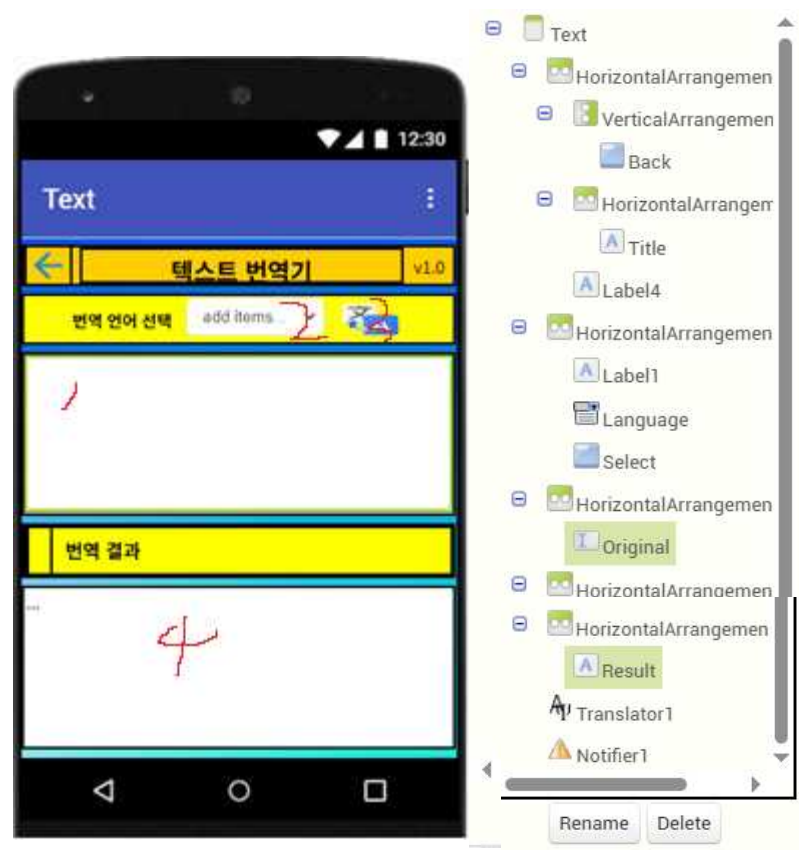 12:30
Text
텍스트 번역기
v1.0
번역 언어 선택
add items...
2
3
1
번역 결과
...
4
Text
HorizontalArrangemen
VerticalArrangemen
Back
HorizontalArrangem
Title
Label4
HorizontalArrangemen
Label1
Language
Select
HorizontalArrangemen
Original
HorizontalArrangemen
HorizontalArrangemen
Result
Translator1
Notifier1
Rename
Delete